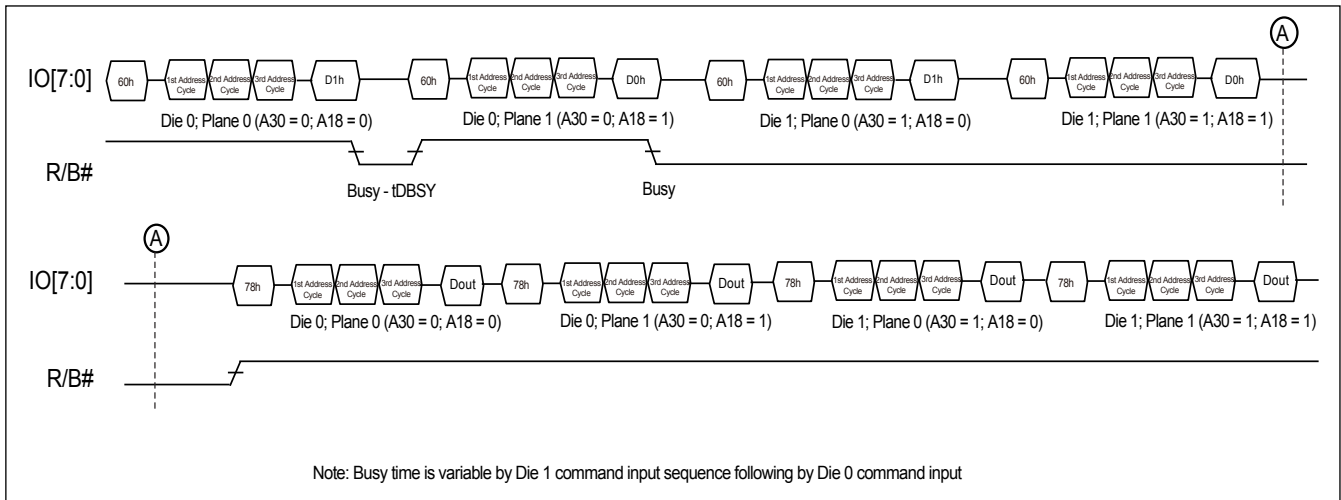 A
IO[7:0] 60h 1st Address Cycle 2nd Address Cycle 3rd Address Cycle D1h 60h 1st Address Cycle 2nd Address Cycle 3rd Address Cycle D0h 60h 1st Address Cycle 2nd Address Cycle 3rd Address Cycle D1h 60h 1st Address Cycle 2nd Address Cycle 3rd Address Cycle D0h
Die 0; Plane 0 (A30 = 0; A18 = 0) Die 0; Plane 1 (A30 = 0; A18 = 1) Die 1; Plane 0 (A30 = 1; A18 = 0) Die 1; Plane 1 (A30 = 1; A18 = 1)
R/B#
Busy - tDBSY Busy
A
IO[7:0] 78h 1st Address Cycle 2nd Address Cycle 3rd Address Cycle Dout 78h 1st Address Cycle 2nd Address Cycle 3rd Address Cycle Dout 78h 1st Address Cycle 2nd Address Cycle 3rd Address Cycle Dout 78h 1st Address Cycle 2nd Address Cycle 3rd Address Cycle Dout
Die 0; Plane 0 (A30 = 0; A18 = 0) Die 0; Plane 1 (A30 = 0; A18 = 1) Die 1; Plane 0 (A30 = 1; A18 = 0) Die 1; Plane 1 (A30 = 1; A18 = 1)
R/B#
Note: Busy time is variable by Die 1 command input sequence following by Die 0 command input